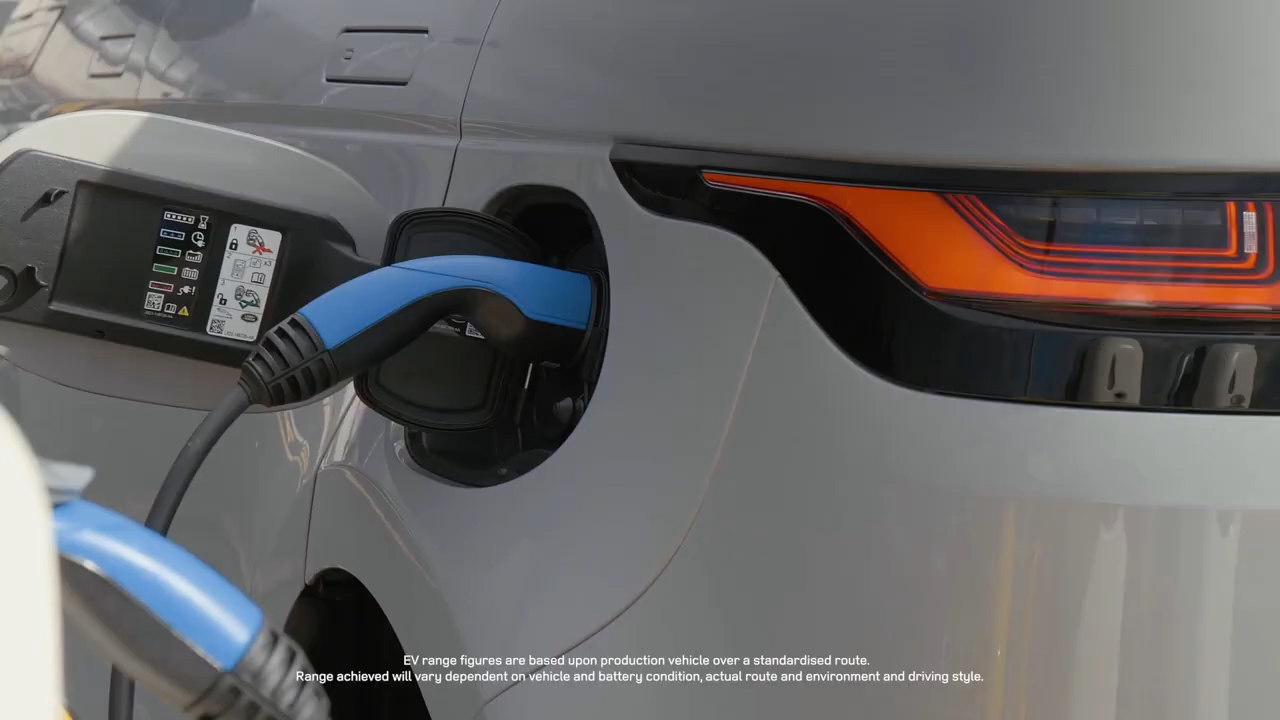 EV range figures are based upon production vehicle over a standardised route.
Range achieved will vary dependent on vehicle and battery condition, actual route and environment and driving style.